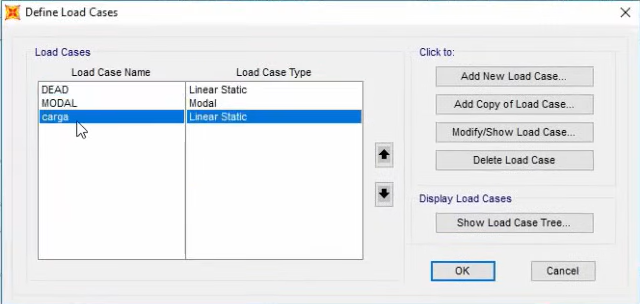 Define Load Cases
Load Cases
Load Case Name Load Case Type
DEAD Linear Static
MODAL Modal
carga Linear Static
Click to:
Add New Load Case...
Add Copy of Load Case...
Modify/Show Load Case...
Delete Load Case
Display Load Cases
Show Load Case Tree...
OK Cancel